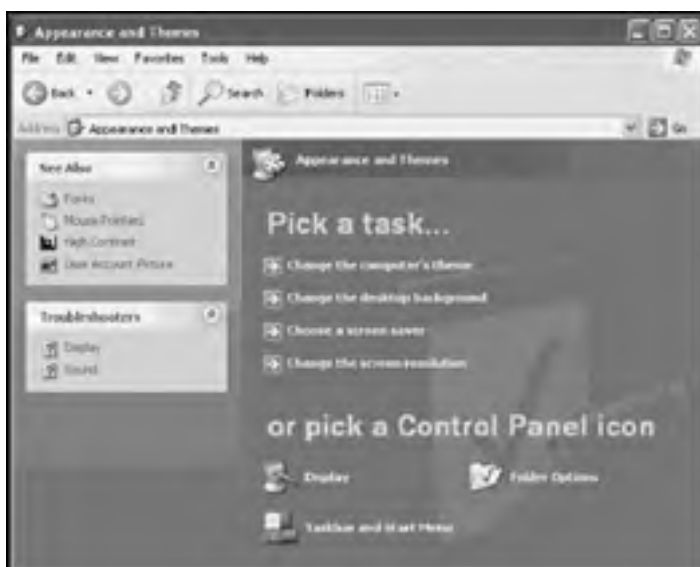 Appearance and Themes
File Edit View Favorites Tools Help
Back Search Folders
Address Appearance and Themes Go
See Also
Fonts
Mouse Pointers
High Contrast
User Account Picture
Troubleshooters
Display
Sound
Appearance and Themes
Pick a task...
Change the computer's theme
Change the desktop background
Choose a screen saver
Change the screen resolution
or pick a Control Panel icon
Display Folder Options
Taskbar and Start Menu